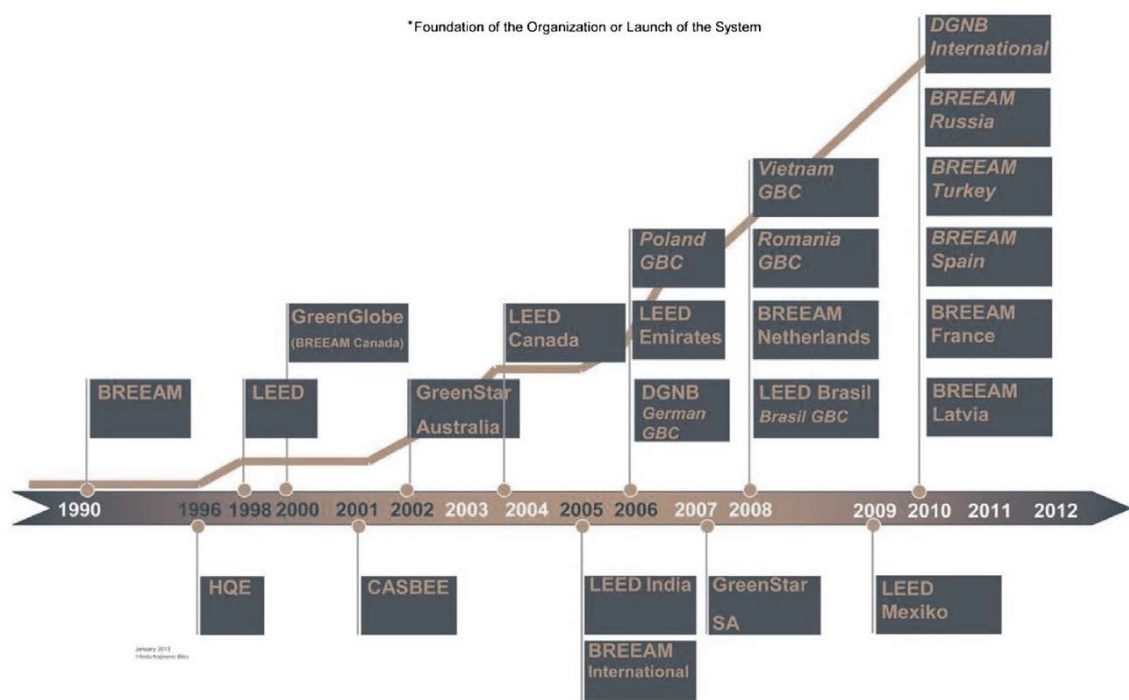 *Foundation of the Organization or Launch of the System
DGNB
International
BREEAM
Russia
BREEAM
Turkey
BREEAM
Spain
BREEAM
France
BREEAM
Latvia
Vietnam
GBC
Romania
GBC
BREEAM
Netherlands
LEED Brasil
Brasil GBC
Poland
GBC
LEED
Emirates
DGNB
German
GBC
LEED
Canada
GreenGlobe
(BREEAM Canada)
GreenStar
Australia
LEED
BREEAM
1990 1996 1998 2000 2001 2002 2003 2004 2005 2006 2007 2008 2009 2010 2011 2012
HQE
CASBEE
LEED India
BREEAM
International
GreenStar
SA
LEED
Mexiko
January 2013